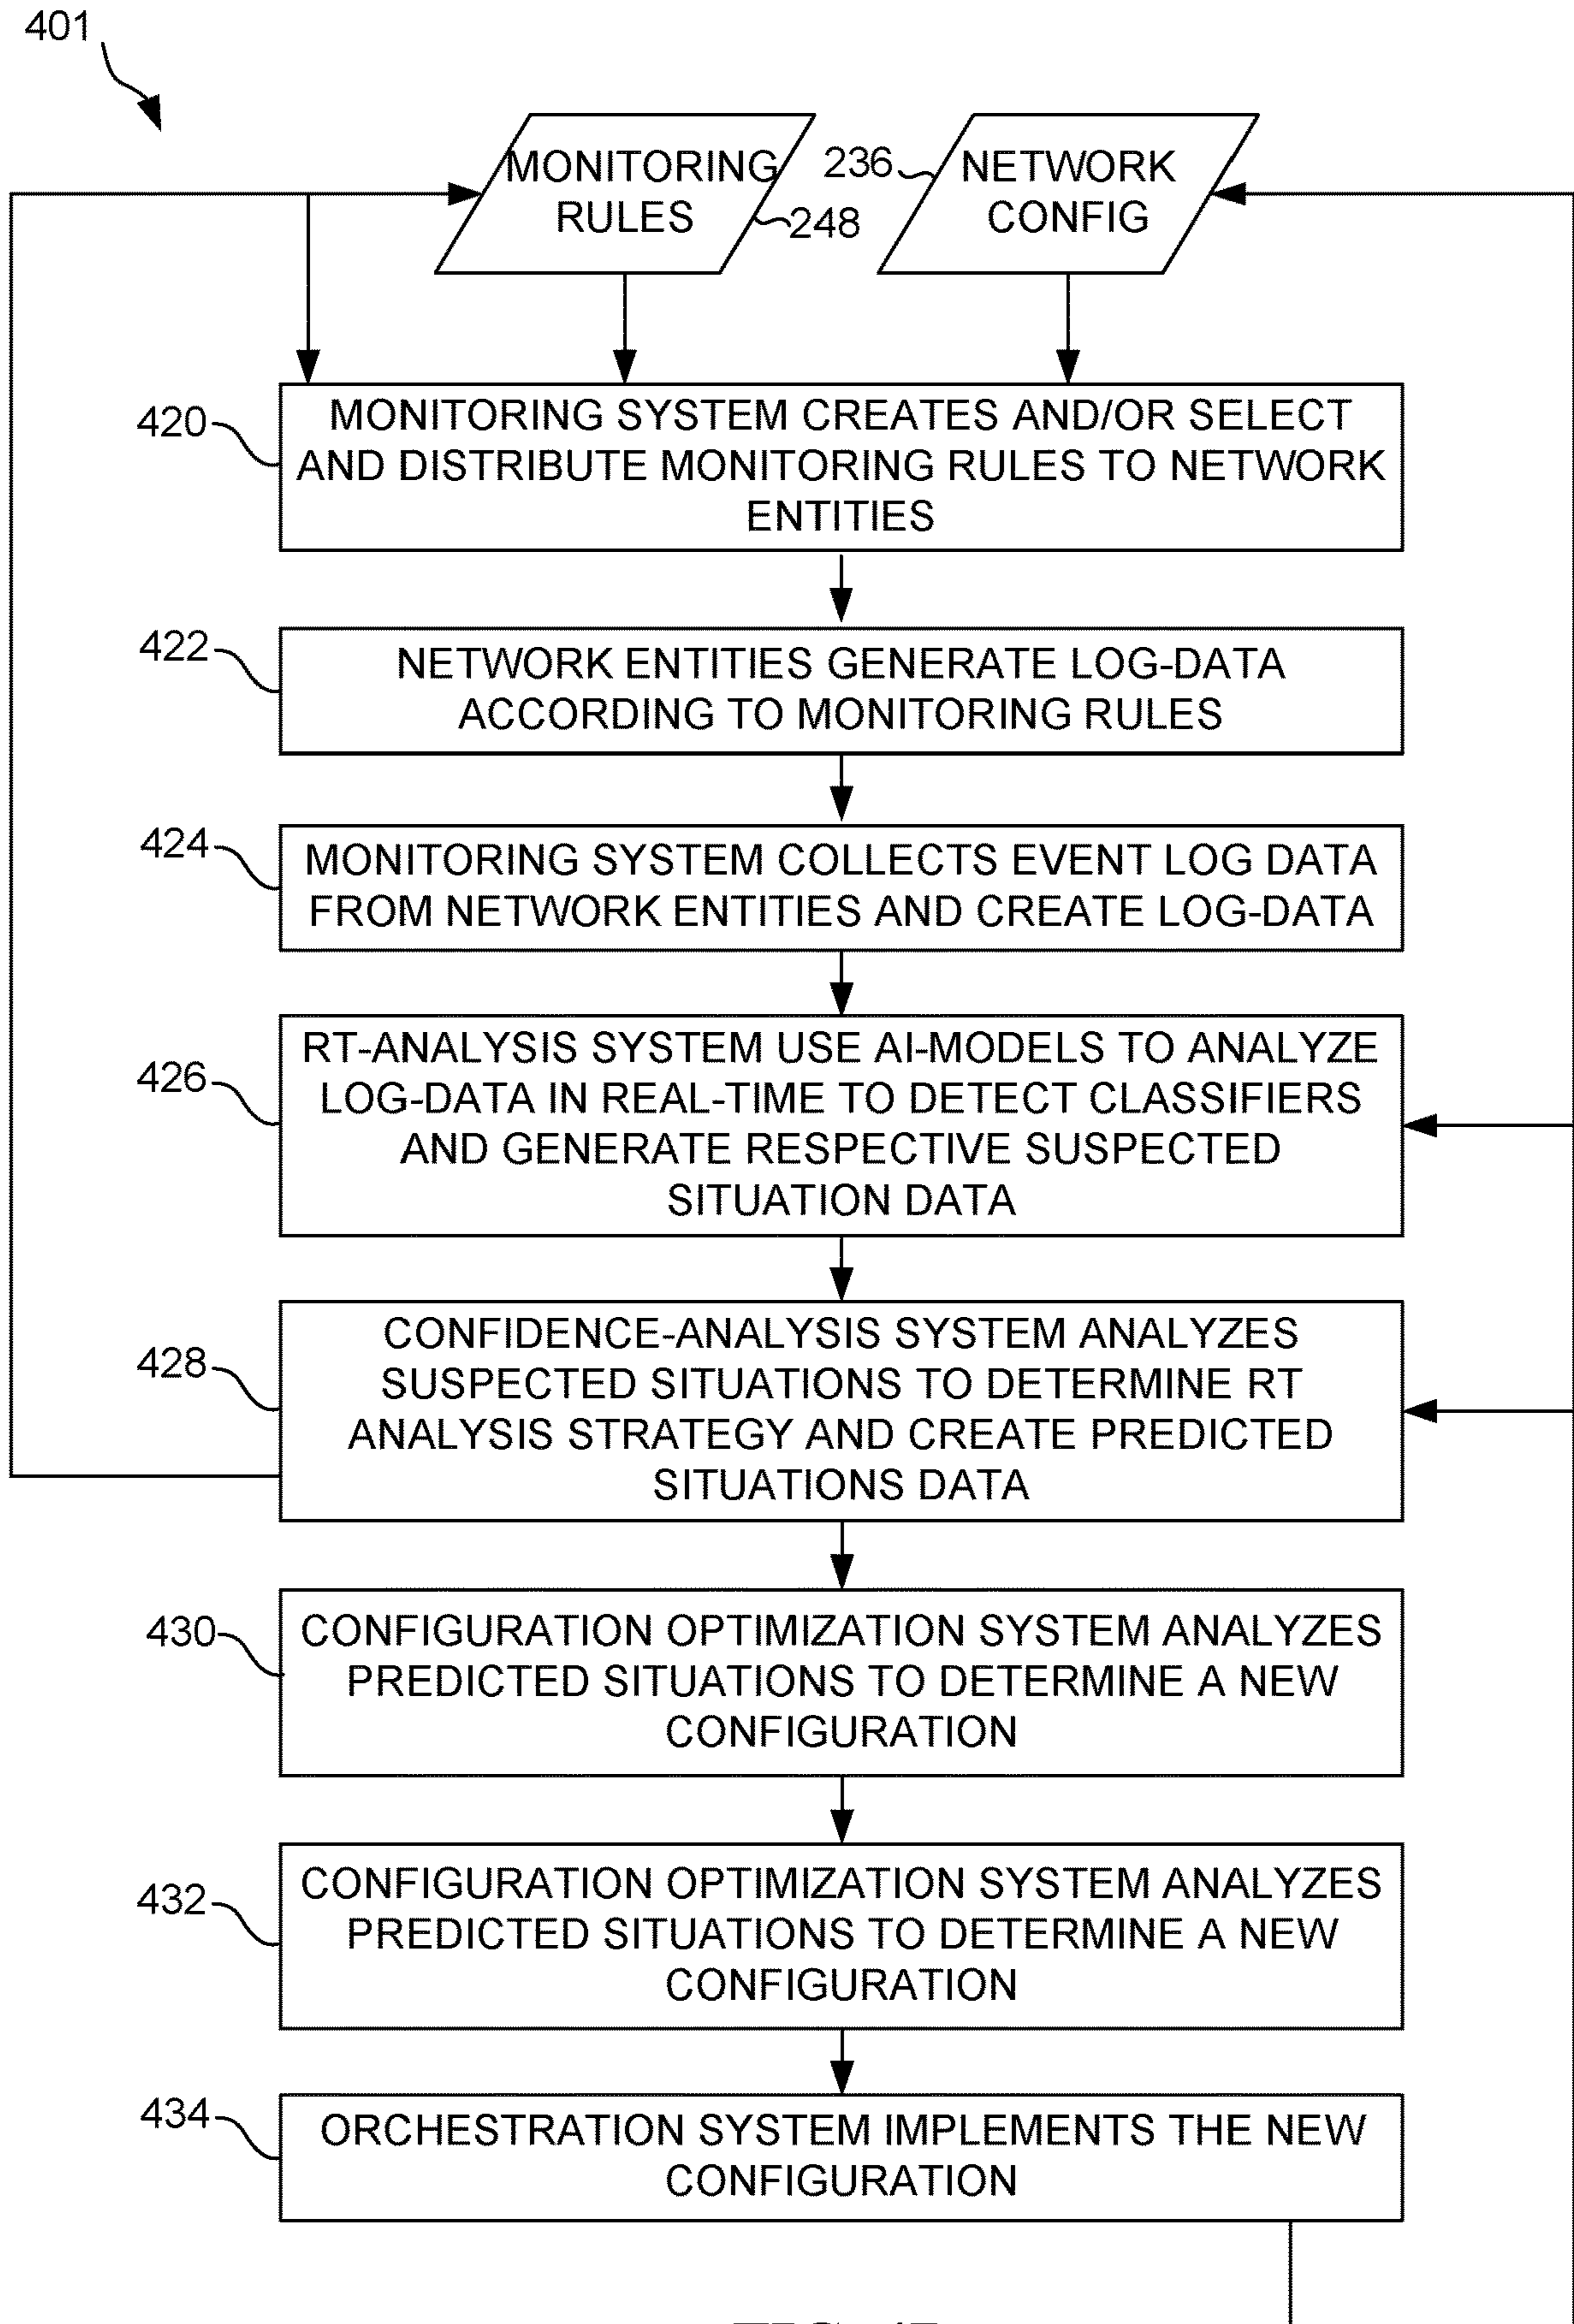 401
MONITORING
RULES
248
236
NETWORK
CONFIG
420
MONITORING SYSTEM CREATES AND/OR SELECT
AND DISTRIBUTE MONITORING RULES TO NETWORK
ENTITIES
422
NETWORK ENTITIES GENERATE LOG-DATA
ACCORDING TO MONITORING RULES
424
MONITORING SYSTEM COLLECTS EVENT LOG DATA
FROM NETWORK ENTITIES AND CREATE LOG-DATA
426
RT-ANALYSIS SYSTEM USE AI-MODELS TO ANALYZE
LOG-DATA IN REAL-TIME TO DETECT CLASSIFIERS
AND GENERATE RESPECTIVE SUSPECTED
SITUATION DATA
428
CONFIDENCE-ANALYSIS SYSTEM ANALYZES
SUSPECTED SITUATIONS TO DETERMINE RT
ANALYSIS STRATEGY AND CREATE PREDICTED
SITUATIONS DATA
430
CONFIGURATION OPTIMIZATION SYSTEM ANALYZES
PREDICTED SITUATIONS TO DETERMINE A NEW
CONFIGURATION
432
CONFIGURATION OPTIMIZATION SYSTEM ANALYZES
PREDICTED SITUATIONS TO DETERMINE A NEW
CONFIGURATION
434
ORCHESTRATION SYSTEM IMPLEMENTS THE NEW
CONFIGURATION